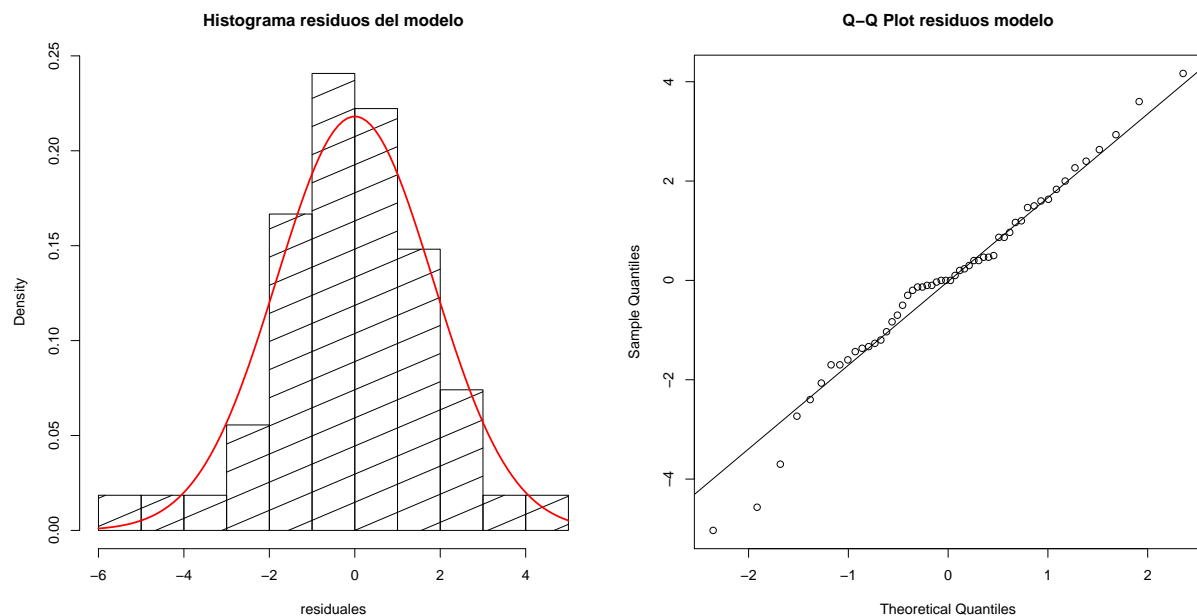 Histograma residuos del modelo
Density
0.25
0.20
0.15
0.10
0.05
0.00
−6 −4 −2 0 2 4
residuales
Q−Q Plot residuos modelo
Sample Quantiles
4
2
0
−2
−4
−2 −1 0 1 2
Theoretical Quantiles